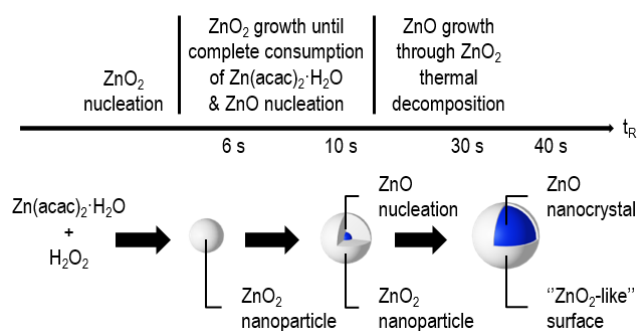 ZnO₂
nucleation
ZnO₂ growth until
complete consumption
of Zn(acac)₂·H₂O
& ZnO nucleation
ZnO growth
through ZnO₂
thermal
decomposition
t_R
6 s
10 s
30 s
40 s
Zn(acac)₂·H₂O
+
H₂O₂
ZnO
nucleation
ZnO
nanocrystal
ZnO₂
nanoparticle
ZnO₂
nanoparticle
‘’ZnO₂-like’’
surface